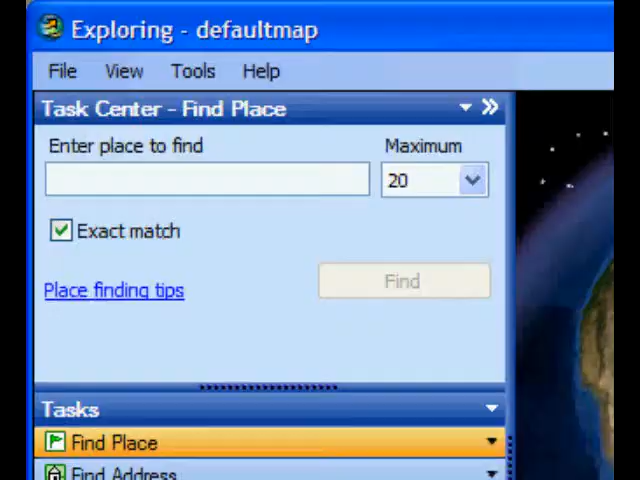 Exploring - defaultmap
File View Tools Help
Task Center - Find Place
Enter place to find Maximum
20
Exact match
Find
Place finding tips
Tasks
Find Place
Find Address